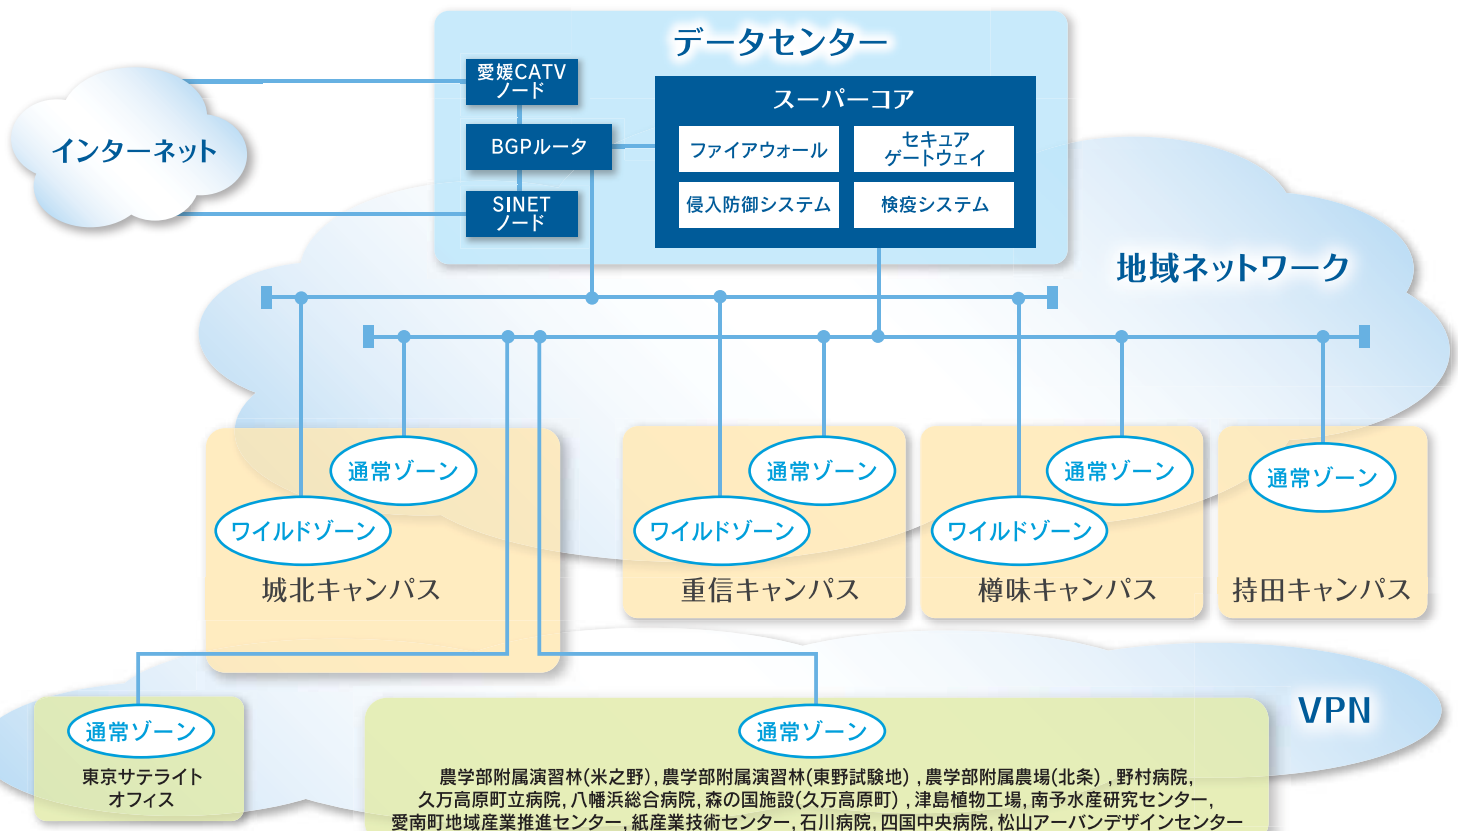 データセンター
愛媛CATV
ノード
スーパーコア
インターネット
BGPルータ
ファイアウォール
セキュア
ゲートウェイ
SINET
ノード
侵入防御システム
検疫システム
地域ネットワーク
通常ゾーン
通常ゾーン
通常ゾーン
通常ゾーン
ワイルドゾーン
ワイルドゾーン
ワイルドゾーン
城北キャンパス
重信キャンパス
樽味キャンパス
持田キャンパス
VPN
通常ゾーン
東京サテライト
オフィス
通常ゾーン
農学部附属演習林(米之野),農学部附属演習林(東野試験地),農学部附属農場(北条),野村病院,
久万高原町立病院,八幡浜総合病院,森の国施設(久万高原町),津島植物工場,南予水産研究センター,
愛南町地域産業推進センター,紙産業技術センター,石川病院,四国中央病院,松山アーバンデザインセンター